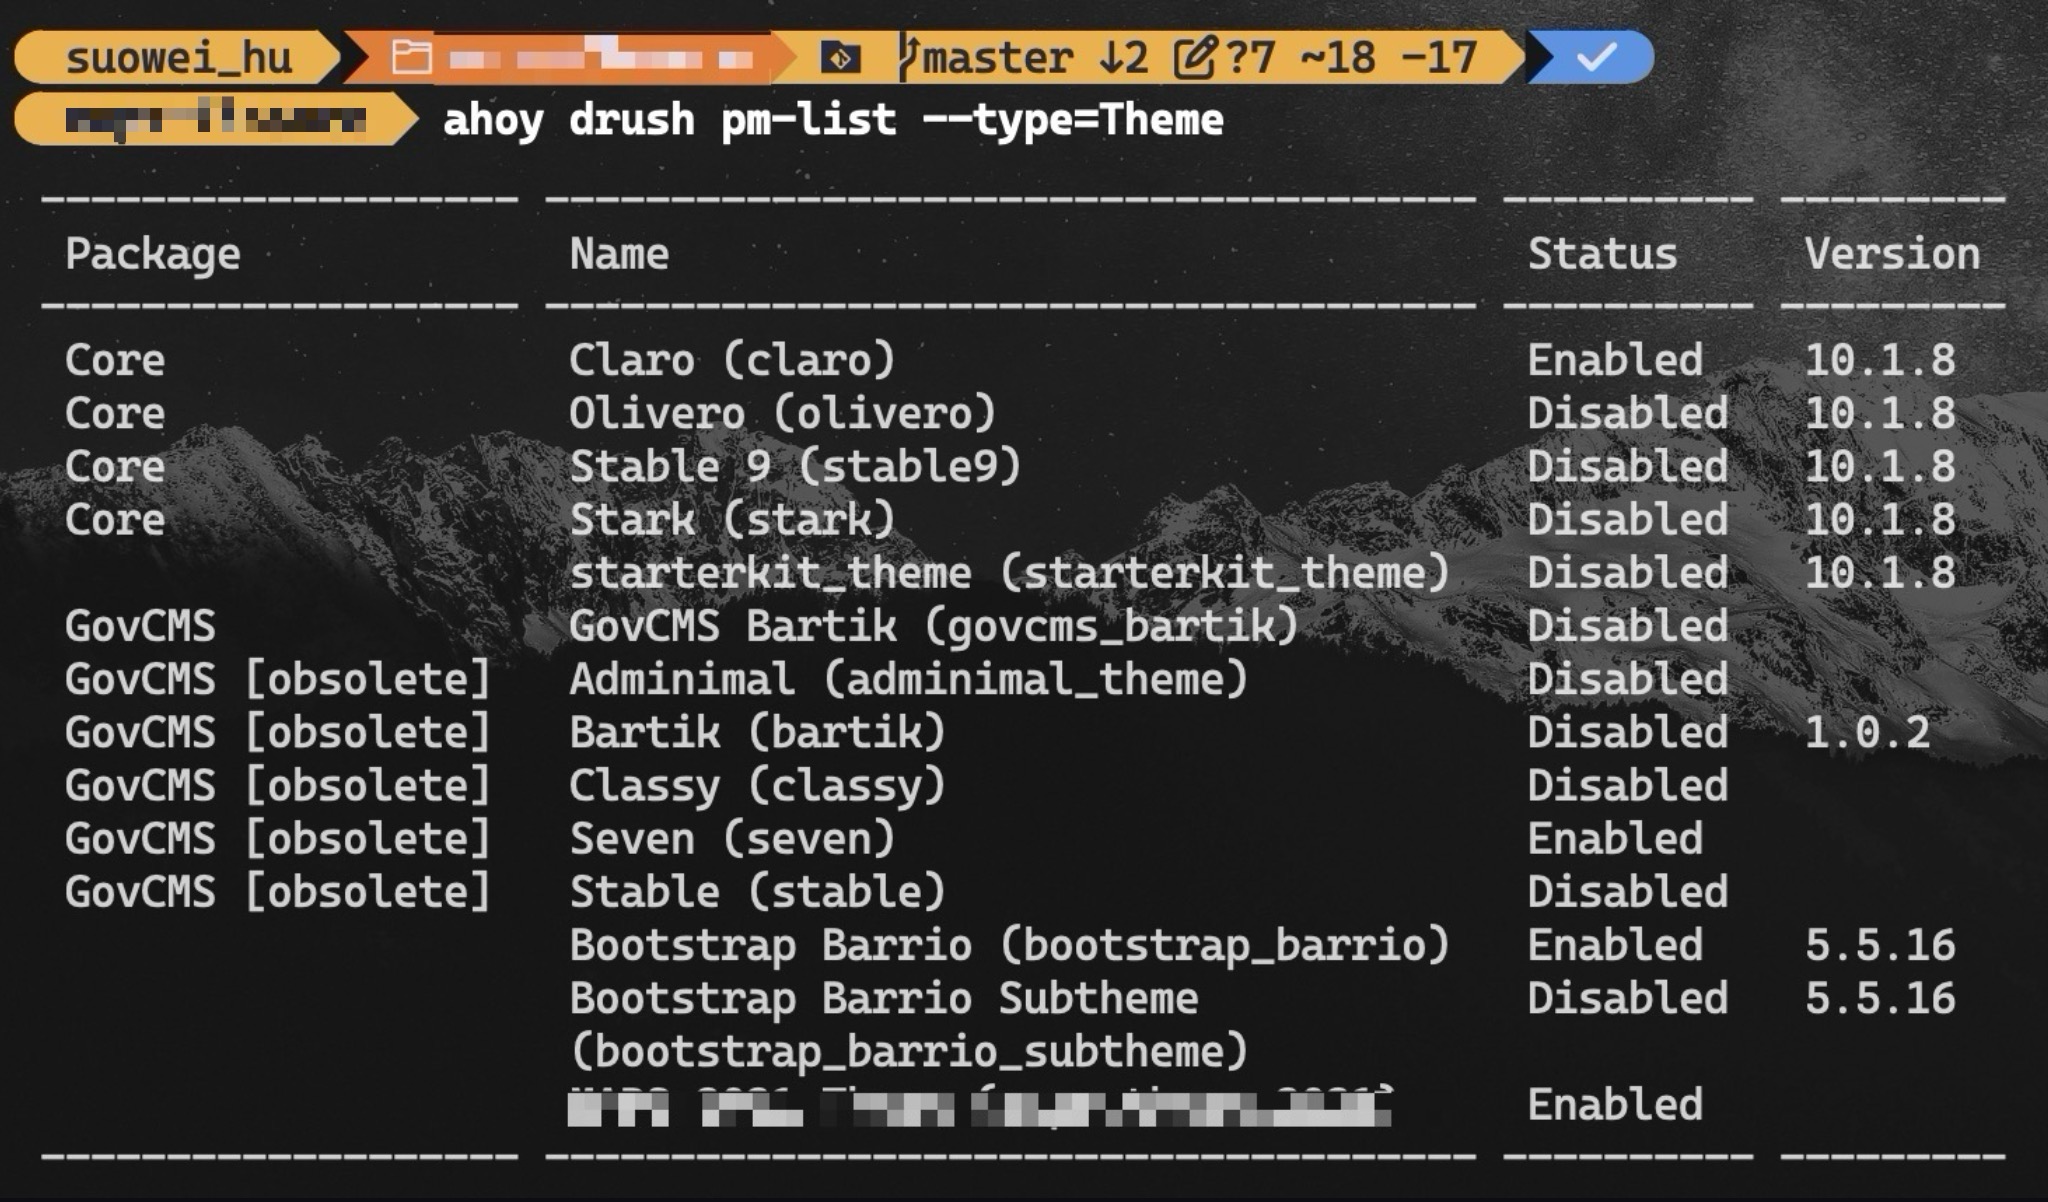 suowei_hu master ↓2 ?7 ~18 -17 ✓
ahoy drush pm-list --type=Theme
Package Name Status Version
Core Claro (claro) Enabled 10.1.8
Core Olivero (olivero) Disabled 10.1.8
Core Stable 9 (stable9) Disabled 10.1.8
Core Stark (stark) Disabled 10.1.8
starterkit_theme (starterkit_theme) Disabled 10.1.8
GovCMS GovCMS Bartik (govcms_bartik) Disabled
GovCMS [obsolete] Adminimal (adminimal_theme) Disabled
GovCMS [obsolete] Bartik (bartik) Disabled 1.0.2
GovCMS [obsolete] Classy (classy) Disabled
GovCMS [obsolete] Seven (seven) Enabled
GovCMS [obsolete] Stable (stable) Disabled
Bootstrap Barrio (bootstrap_barrio) Enabled 5.5.16
Bootstrap Barrio Subtheme Disabled 5.5.16
(bootstrap_barrio_subtheme)
Enabled